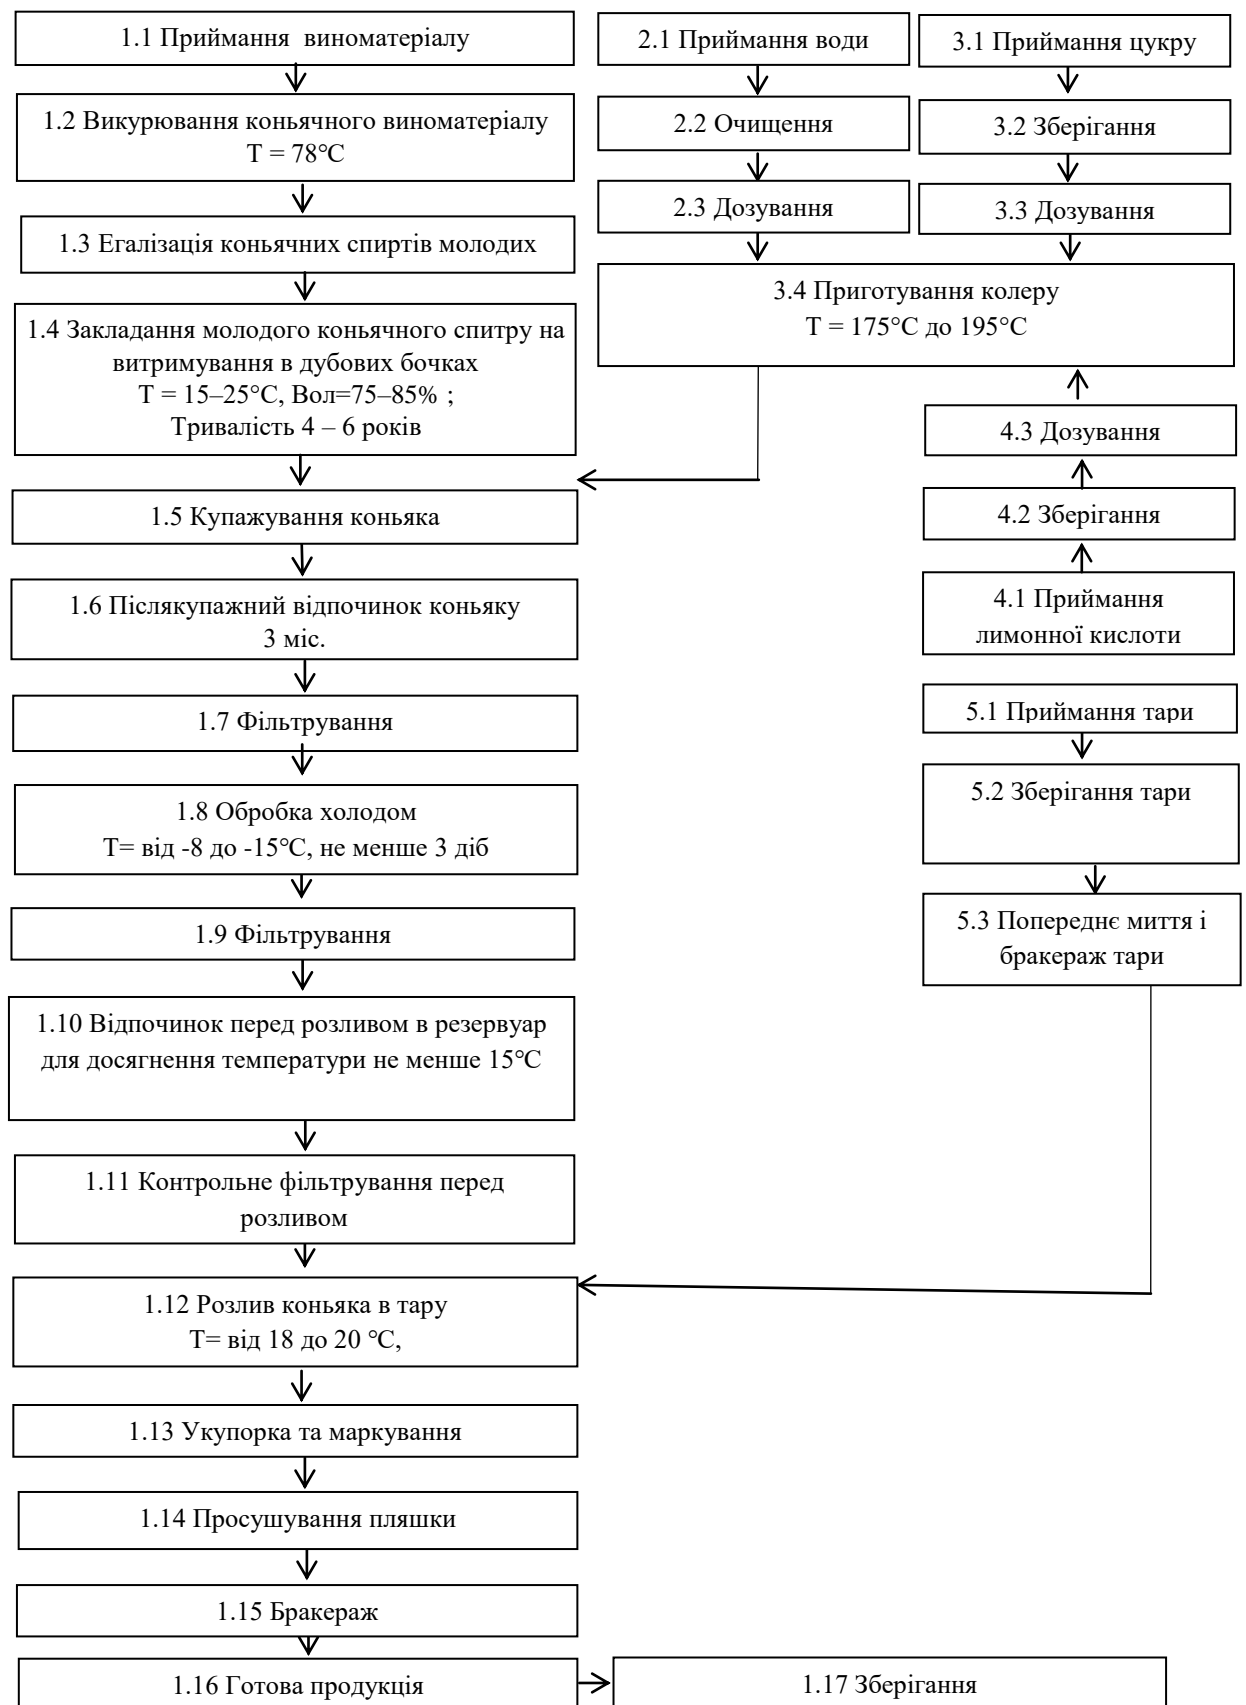 1.1 Приймання виноматеріалу
1.2 Викурювання коньячного виноматеріалу
Т = 78°С
1.3 Егалізація коньячних спиртів молодих
1.4 Закладання молодого коньячного спитру на
витримування в дубових бочках
Т = 15–25°С, Вол=75–85% ;
Тривалість 4 – 6 років
1.5 Купажування коньяка
1.6 Післякупажний відпочинок коньяку
3 міс.
1.7 Фільтрування
1.8 Обробка холодом
Т= від -8 до -15°С, не менше 3 діб
1.9 Фільтрування
1.10 Відпочинок перед розливом в резервуар
для досягнення температури не менше 15°С
1.11 Контрольне фільтрування перед
розливом
1.12 Розлив коньяка в тару
Т= від 18 до 20 °С,
1.13 Укупорка та маркування
1.14 Просушування пляшки
1.15 Бракераж
1.16 Готова продукція
1.17 Зберігання
2.1 Приймання води
2.2 Очищення
2.3 Дозування
3.1 Приймання цукру
3.2 Зберігання
3.3 Дозування
3.4 Приготування колеру
Т = 175°С до 195°С
4.3 Дозування
4.2 Зберігання
4.1 Приймання
лимонної кислоти
5.1 Приймання тари
5.2 Зберігання тари
5.3 Попереднє миття і
бракераж тари